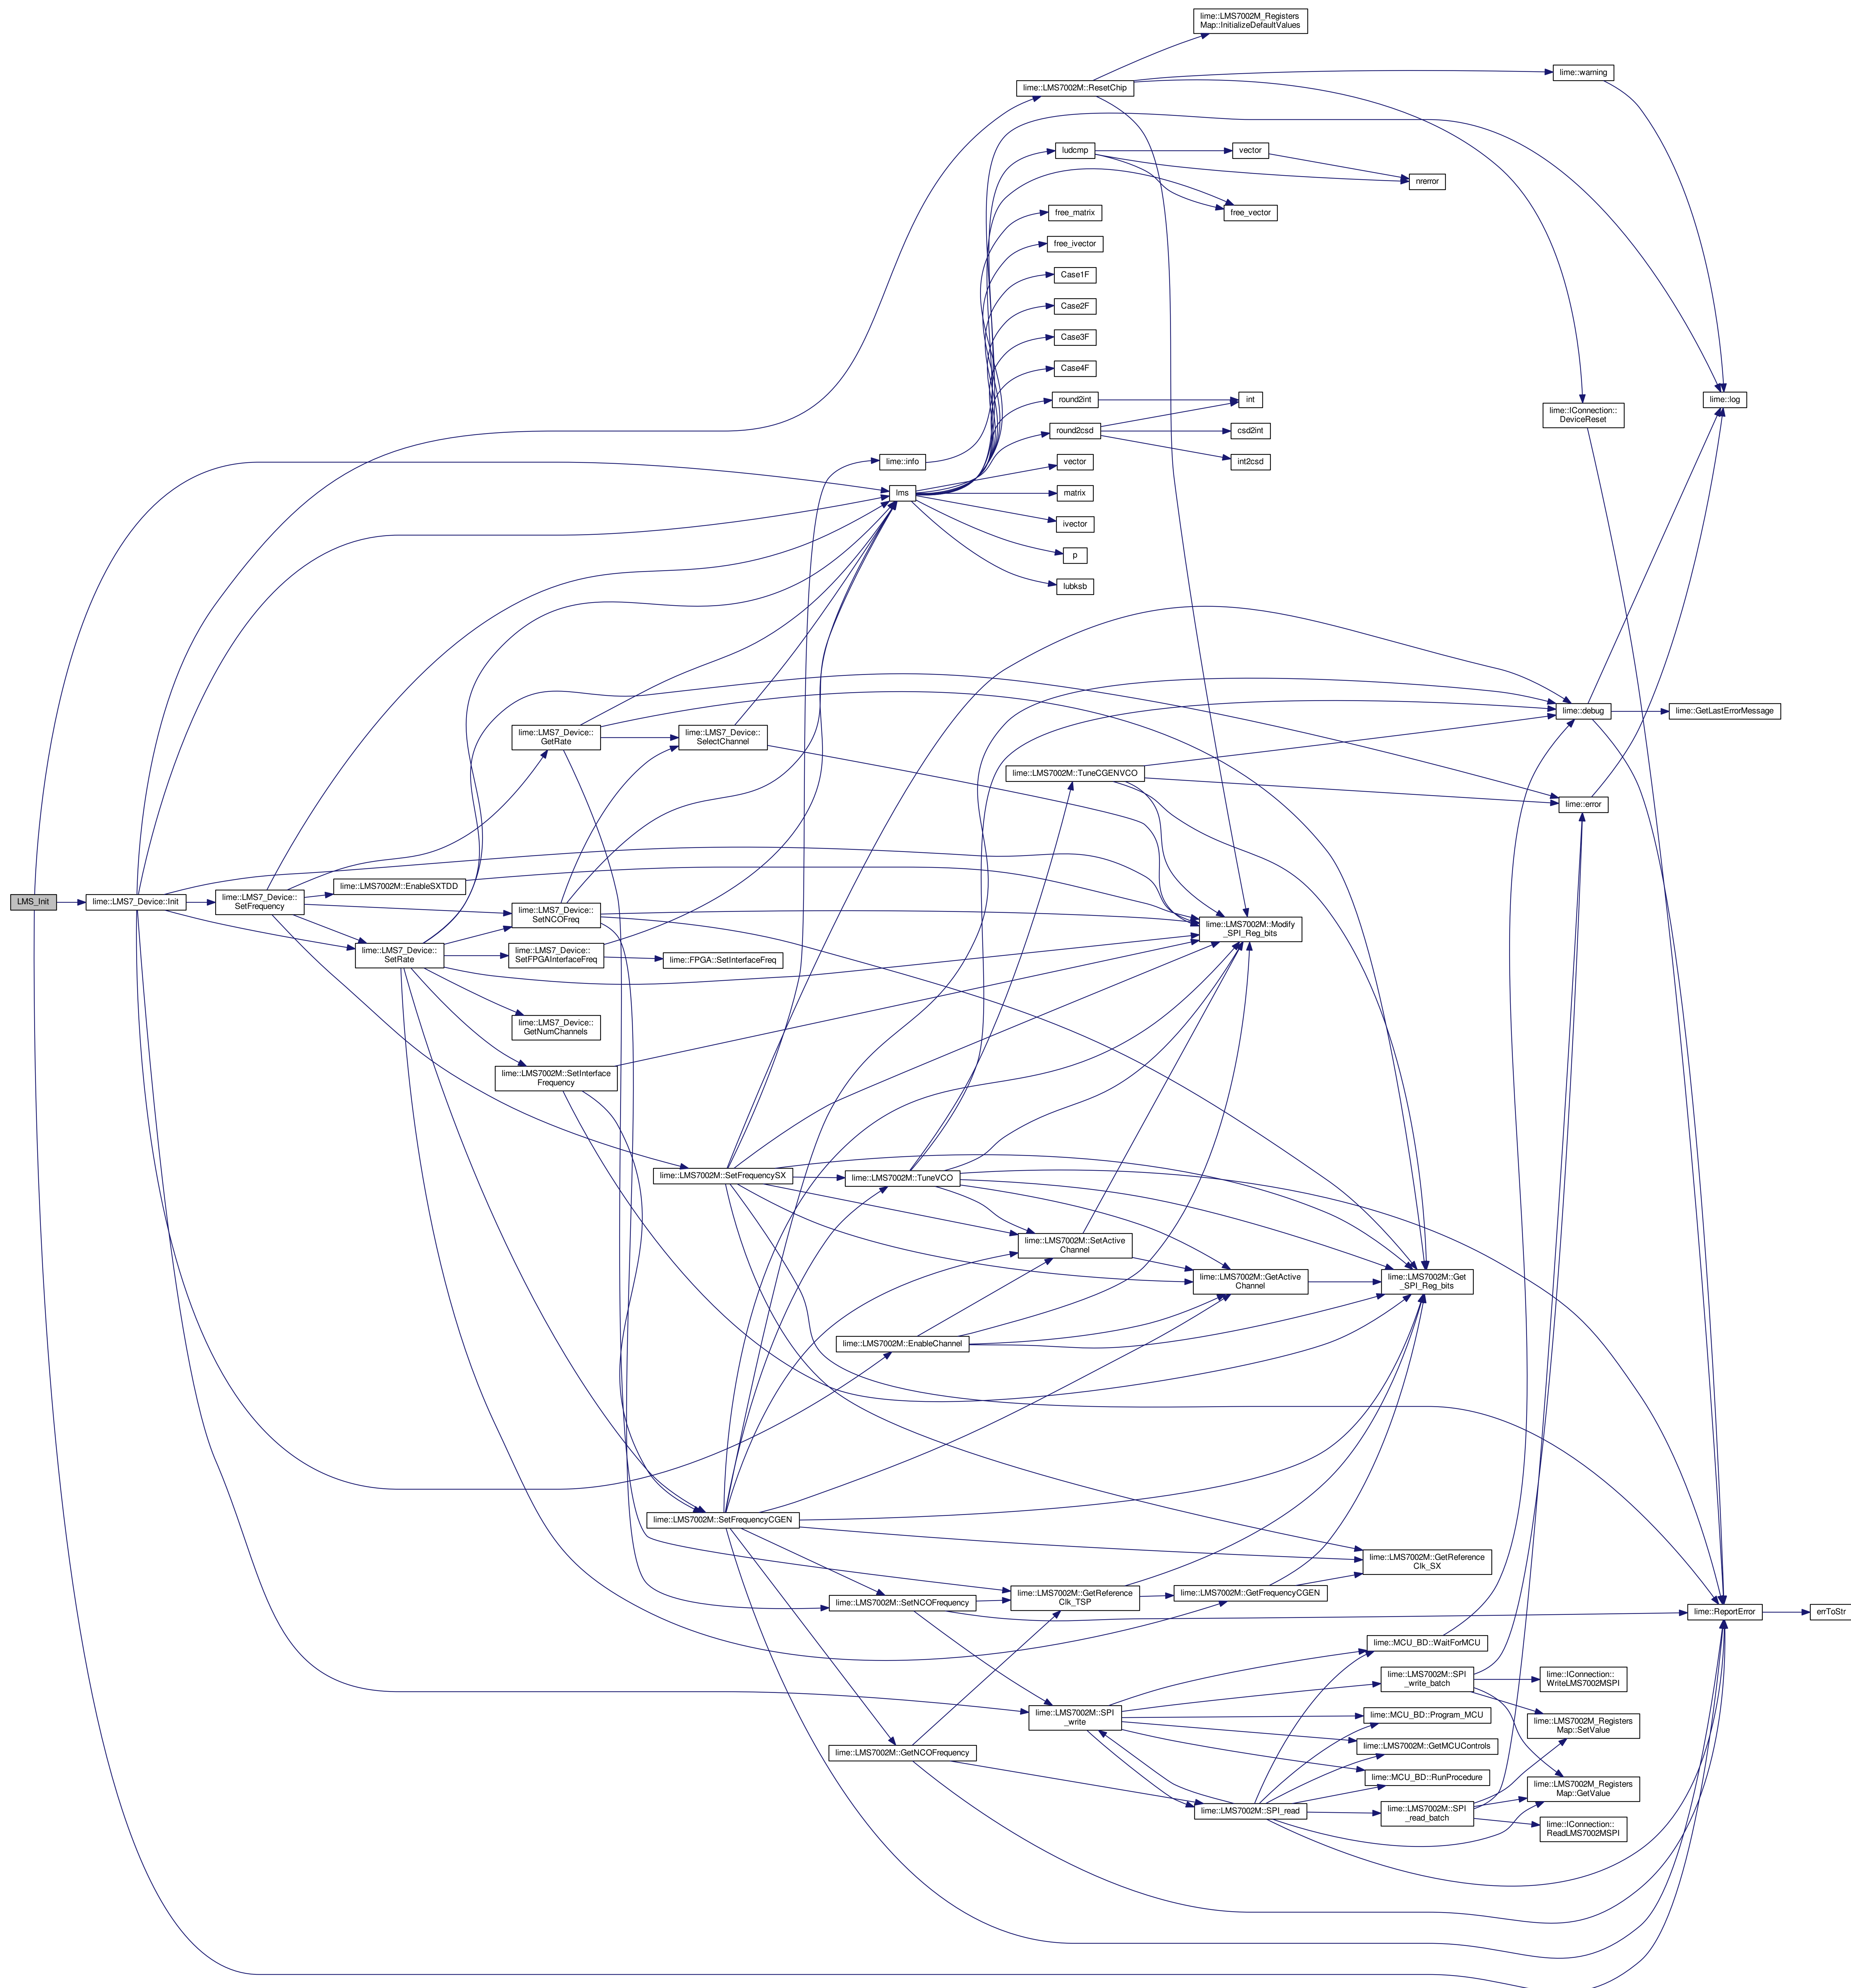 lime::LMS7002M_Registers
Map::InitializeDefaultValues
lime::warning
lime::LMS7002M::ResetChip
ludcmp
vector
nrerror
free_matrix
free_vector
free_ivector
Case1F
Case2F
Case3F
Case4F
round2int
int
lime::log
lime::IConnection::
DeviceReset
round2csd
csd2int
lime::info
vector
int2csd
lms
matrix
ivector
p
lubksb
lime::debug
lime::GetLastErrorMessage
lime::LMS7_Device::
GetRate
lime::LMS7_Device::
SelectChannel
lime::LMS7002M::TuneCGENVCO
lime::error
lime::LMS7002M::EnableSXTDD
LMS_Init
lime::LMS7_Device::Init
lime::LMS7_Device::
SetFrequency
lime::LMS7_Device::
SetNCOFreq
lime::LMS7002M::Modify
_SPI_Reg_bits
lime::LMS7_Device::
SetRate
lime::LMS7_Device::
SetFPGAInterfaceFreq
lime::FPGA::SetInterfaceFreq
lime::LMS7_Device::
GetNumChannels
lime::LMS7002M::SetInterface
Frequency
lime::LMS7002M::SetFrequencySX
lime::LMS7002M::TuneVCO
lime::LMS7002M::SetActive
Channel
lime::LMS7002M::GetActive
Channel
lime::LMS7002M::Get
_SPI_Reg_bits
lime::LMS7002M::EnableChannel
lime::LMS7002M::SetFrequencyCGEN
lime::LMS7002M::GetReference
Clk_SX
lime::LMS7002M::SetNCOFrequency
lime::LMS7002M::GetReference
Clk_TSP
lime::LMS7002M::GetFrequencyCGEN
lime::ReportError
errToStr
lime::MCU_BD::WaitForMCU
lime::LMS7002M::SPI
_write_batch
lime::IConnection::
WriteLMS7002MSPI
lime::LMS7002M::SPI
_write
lime::MCU_BD::Program_MCU
lime::LMS7002M_Registers
Map::SetValue
lime::LMS7002M::GetNCOFrequency
lime::LMS7002M::GetMCUControls
lime::MCU_BD::RunProcedure
lime::LMS7002M_Registers
Map::GetValue
lime::LMS7002M::SPI_read
lime::LMS7002M::SPI
_read_batch
lime::IConnection::
ReadLMS7002MSPI